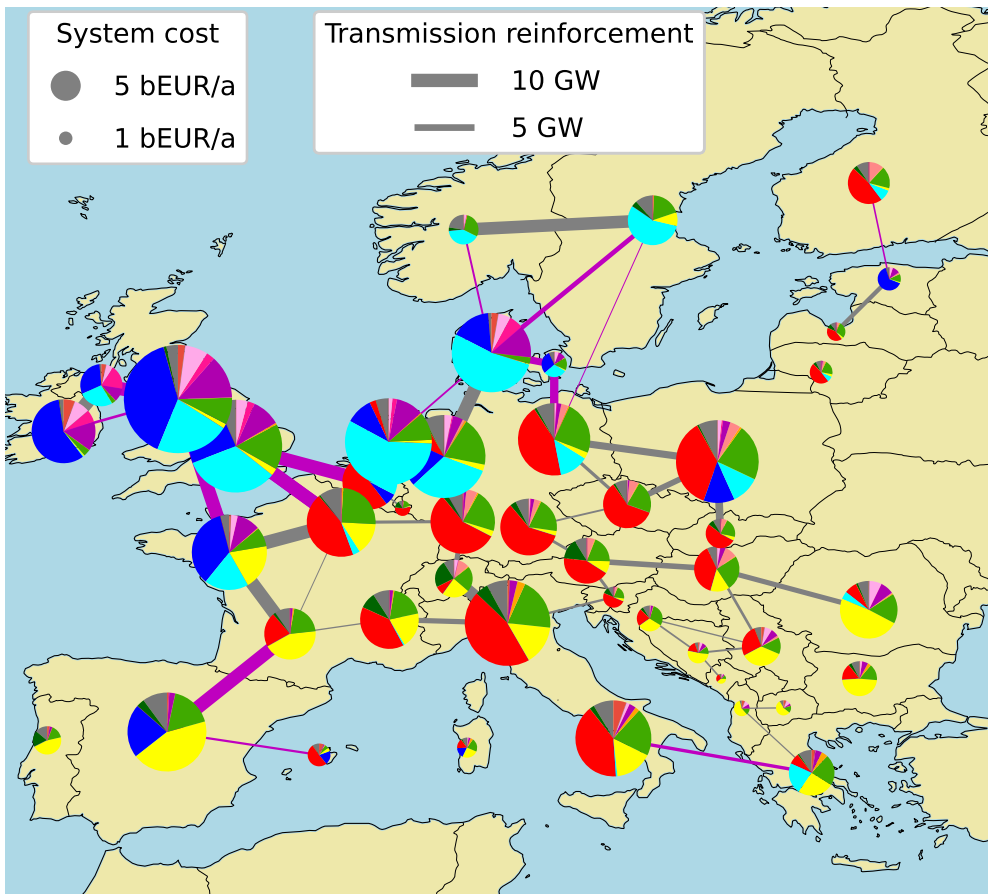 System cost
5 bEUR/a
1 bEUR/a
Transmission reinforcement
10 GW
5 GW